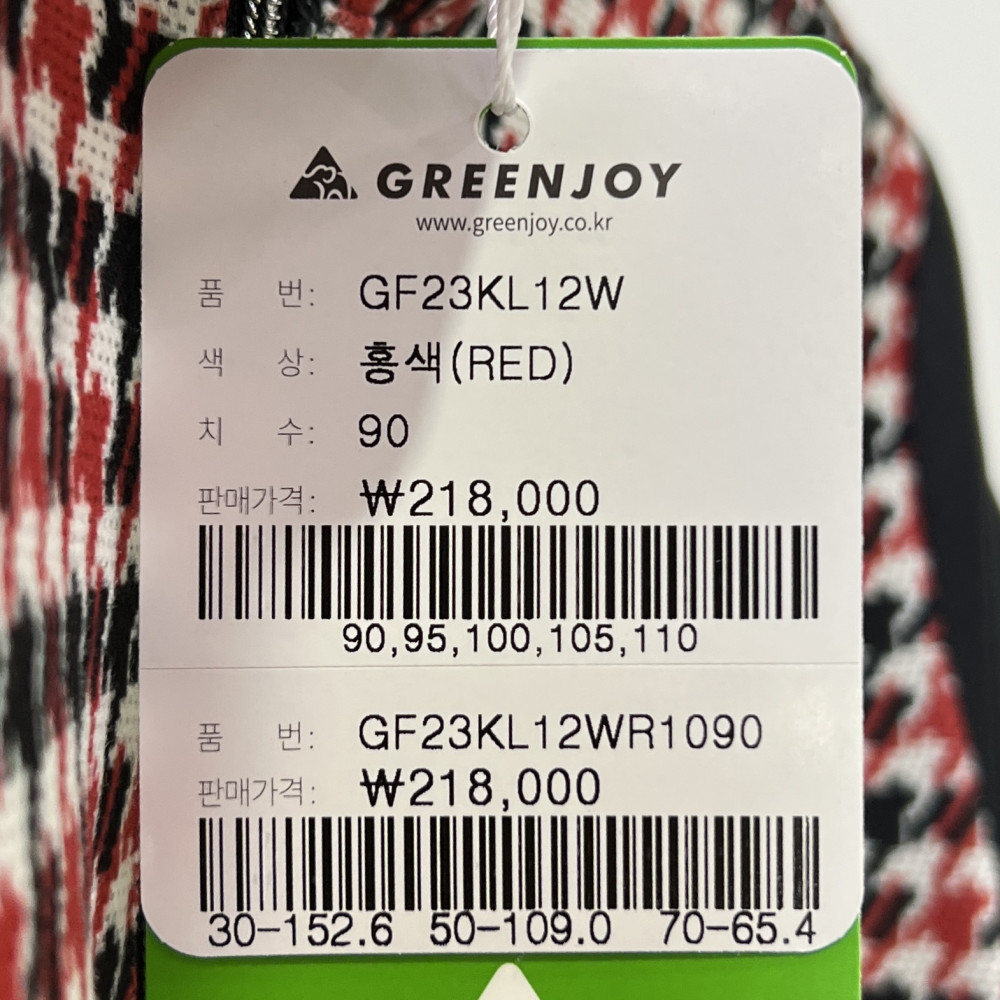 GREENJOY
www.greenjoy.co.kr
품 번: GF23KL12W
색 상: 홍색(RED)
치 수: 90
판매가격: ₩218,000
90,95,100,105,110
품 번: GF23KL12WR1090
판매가격: ₩218,000
30-152.6 50-109.0 70-65.4